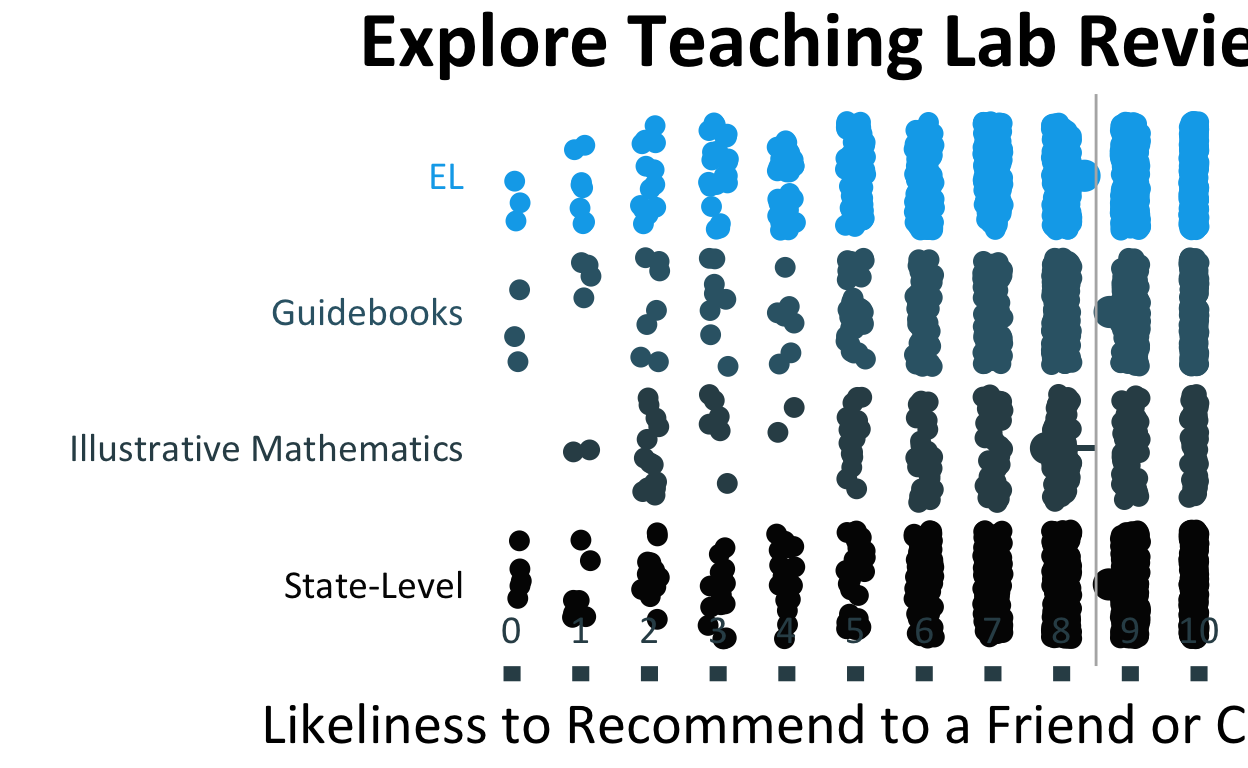 Explore Teaching Lab Revie
EL
Guidebooks
Illustrative Mathematics
State-Level
0 1 2 3 4 5 6 7 8 9 10
Likeliness to Recommend to a Friend or C